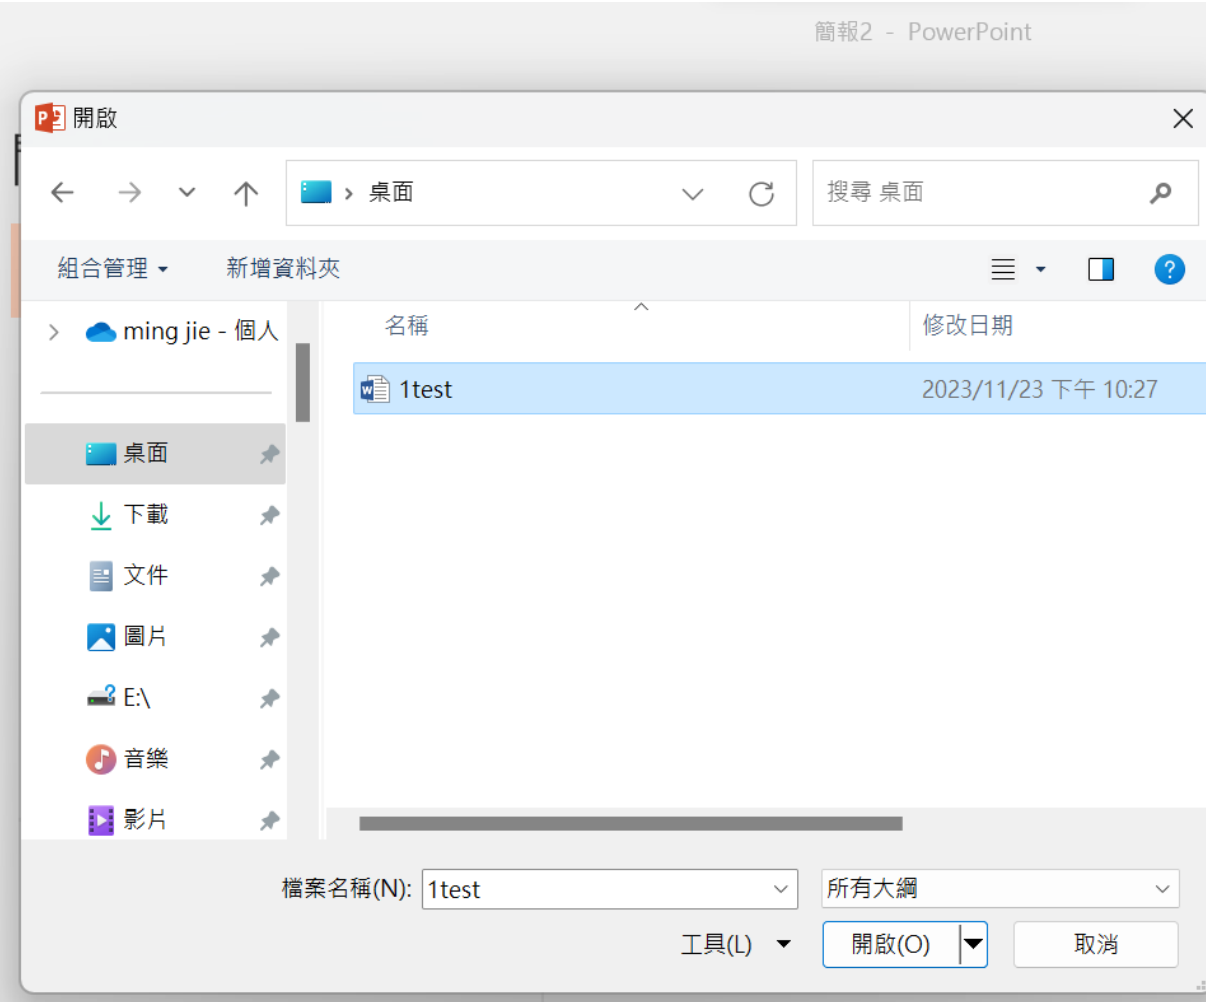 簡報2 - PowerPoint
開啟
桌面
搜尋 桌面
組合管理
新增資料夾
ming jie - 個人
名稱
修改日期
1test
2023/11/23 下午 10:27
桌面
下載
文件
圖片
E:\
音樂
影片
檔案名稱(N):
1test
所有大綱
工具(L)
開啟(O)
取消